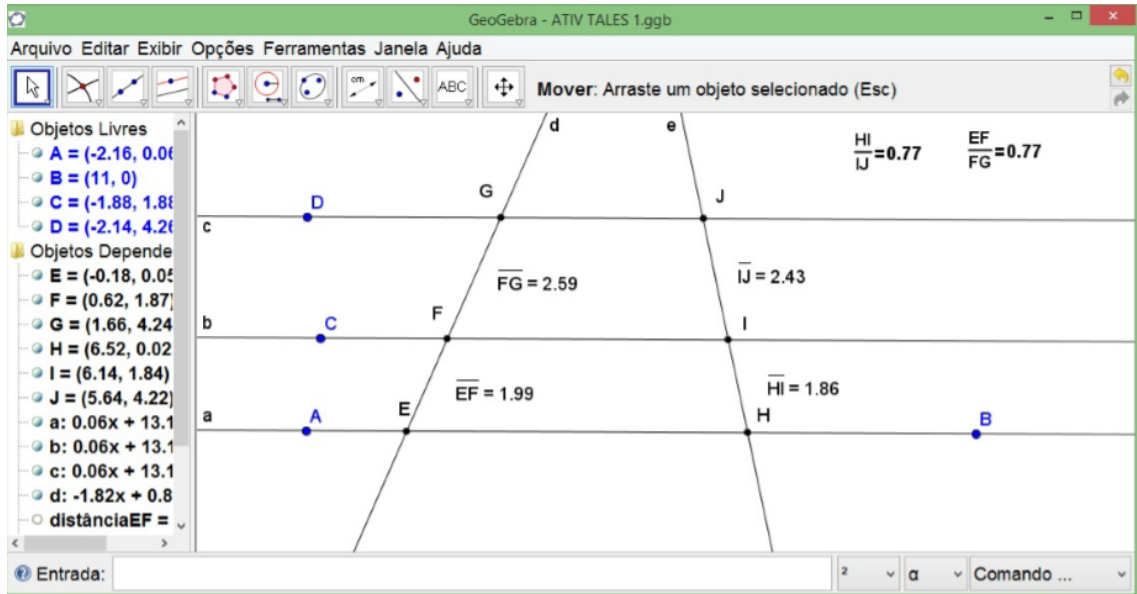 GeoGebra - ATIV TALES 1.ggb
Arquivo Editar Exibir Opções Ferramentas Janela Ajuda
cm
ABC
Mover: Arraste um objeto selecionado (Esc)
Objetos Livres
A = (-2.16, 0.06
B = (11, 0)
C = (-1.88, 1.88
D = (-2.14, 4.26
Objetos Depende
E = (-0.18, 0.05
F = (0.62, 1.87)
G = (1.66, 4.24
H = (6.52, 0.02
I = (6.14, 1.84)
J = (5.64, 4.22)
a: 0.06x + 13.1
b: 0.06x + 13.1
c: 0.06x + 13.1
d: -1.82x + 0.8
distânciaEF =
d e
HI/IJ=0.77 EF/FG=0.77
G J
D
c
FG = 2.59 IJ = 2.43
F
b C I
EF = 1.99 HI = 1.86
E H
a A B
Entrada:
2 α Comando ...